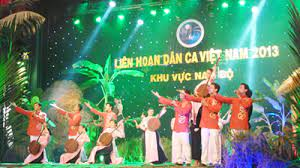 LIÊN HOAN DÂN CA VIỆT NAM 2013
KHU VỰC NAM BỘ